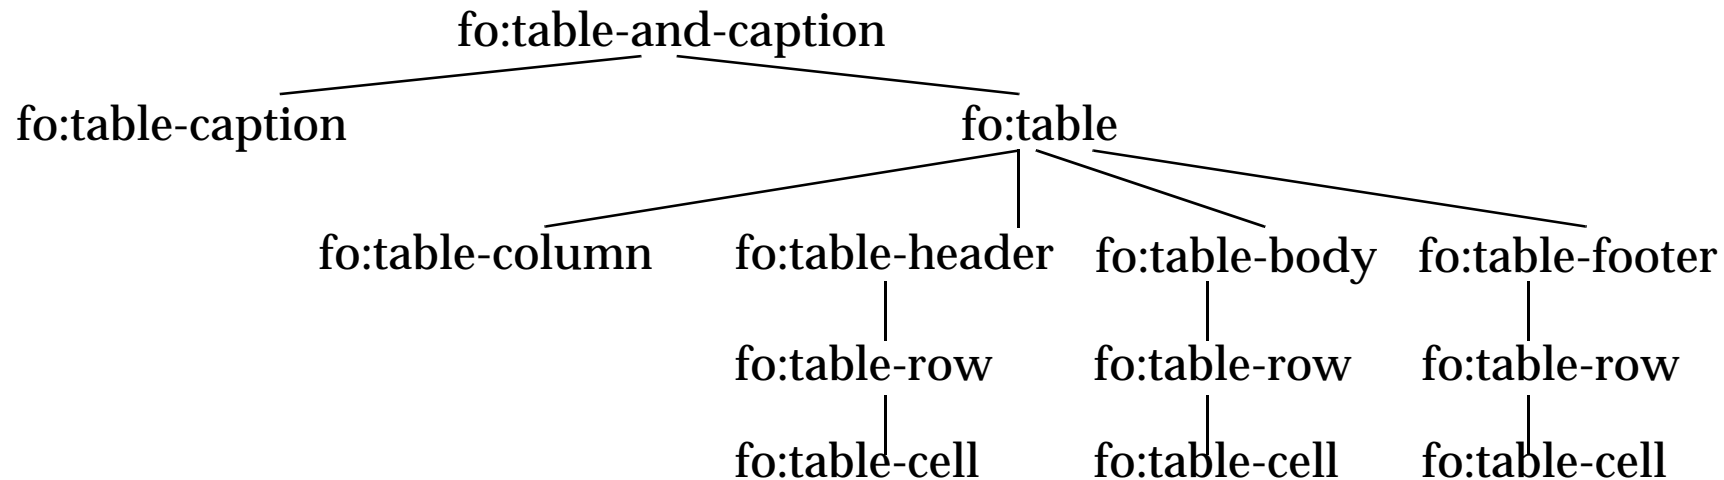 fo:table-and-caption
fo:table-caption fo:table
fo:table-column fo:table-header fo:table-body fo:table-footer
fo:table-row fo:table-row fo:table-row
fo:table-cell fo:table-cell fo:table-cell